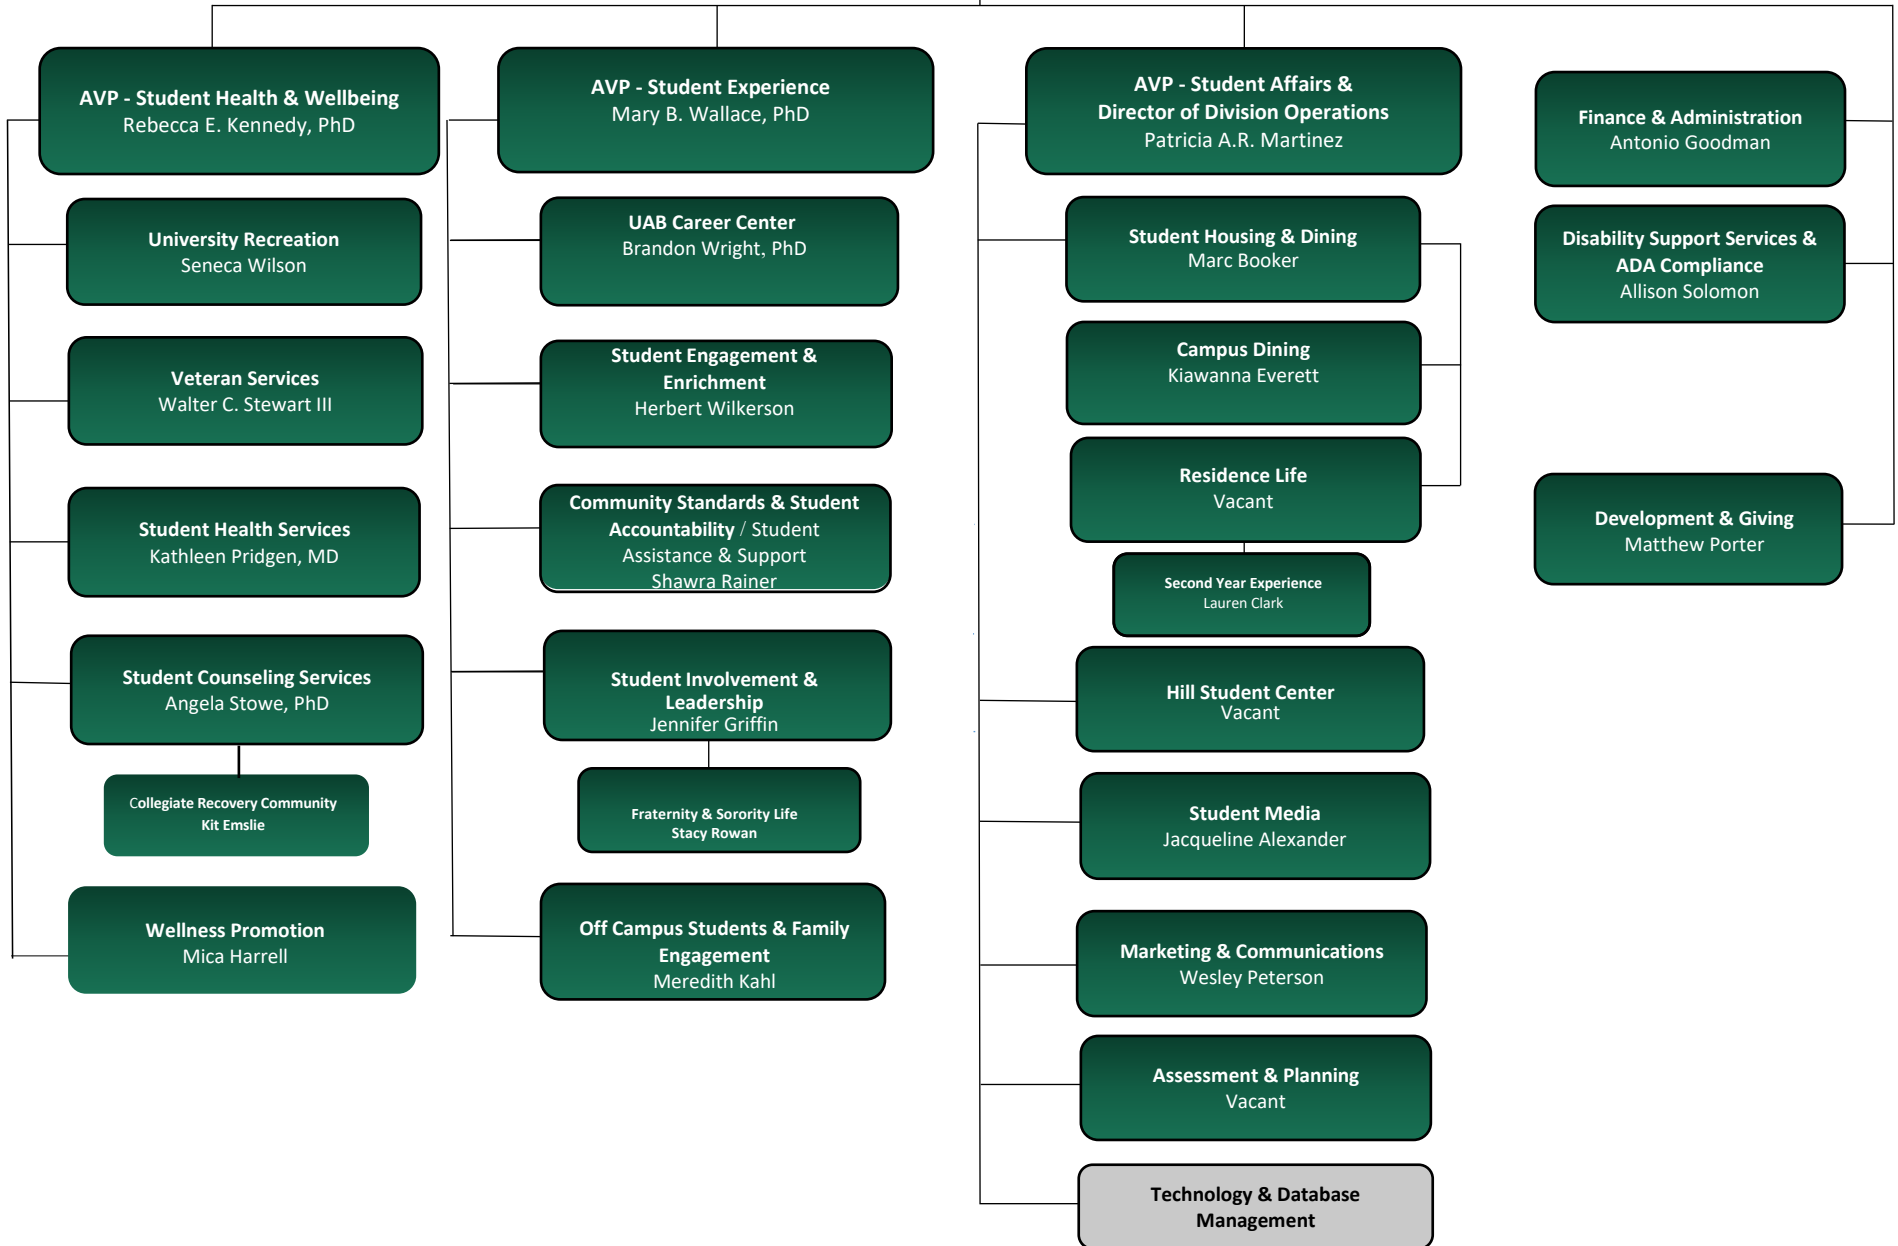 AVP - Student Health & Wellbeing
Rebecca E. Kennedy, PhD
University Recreation
Seneca Wilson
Veteran Services
Walter C. Stewart III
Student Health Services
Kathleen Pridgen, MD
Student Counseling Services
Angela Stowe, PhD
Collegiate Recovery Community
Kit Emslie
Wellness Promotion
Mica Harrell
AVP - Student Experience
Mary B. Wallace, PhD
UAB Career Center
Brandon Wright, PhD
Student Engagement &
Enrichment
Herbert Wilkerson
Community Standards & Student
Accountability / Student
Assistance & Support
Shawra Rainer
Student Involvement &
Leadership
Jennifer Griffin
Fraternity & Sorority Life
Stacy Rowan
Off Campus Students & Family
Engagement
Meredith Kahl
AVP - Student Affairs &
Director of Division Operations
Patricia A.R. Martinez
Student Housing & Dining
Marc Booker
Campus Dining
Kiawanna Everett
Residence Life
Vacant
Second Year Experience
Lauren Clark
Hill Student Center
Vacant
Student Media
Jacqueline Alexander
Marketing & Communications
Wesley Peterson
Assessment & Planning
Vacant
Technology & Database
Management
Finance & Administration
Antonio Goodman
Disability Support Services &
ADA Compliance
Allison Solomon
Development & Giving
Matthew Porter